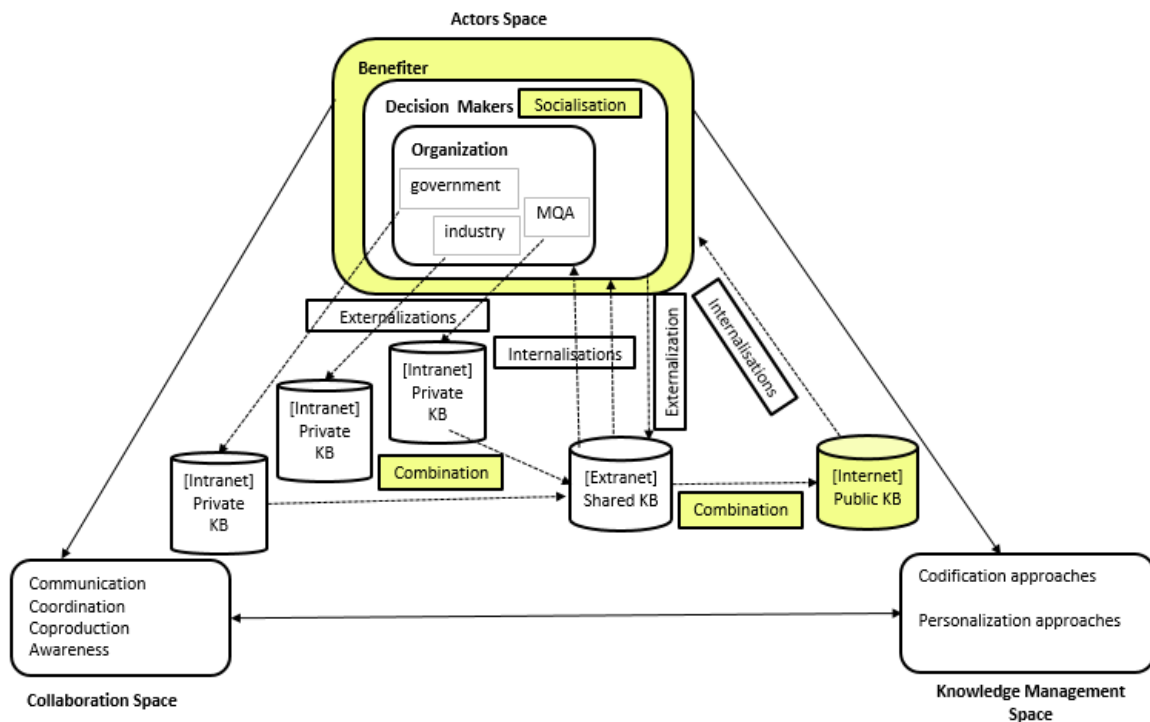 Actors Space
Benefiter
Decision Makers
Socialisation
Organization
government
MQA
industry
Externalizations
Internalisations
Externalization
Internalisations
[Intranet]
Private
KB
[Intranet]
Private
KB
[Intranet]
Private
KB
Combination
[Extranet]
Shared KB
Combination
[Internet]
Public KB
Communication
Coordination
Coproduction
Awareness
Collaboration Space
Codification approaches
Personalization approaches
Knowledge Management
Space